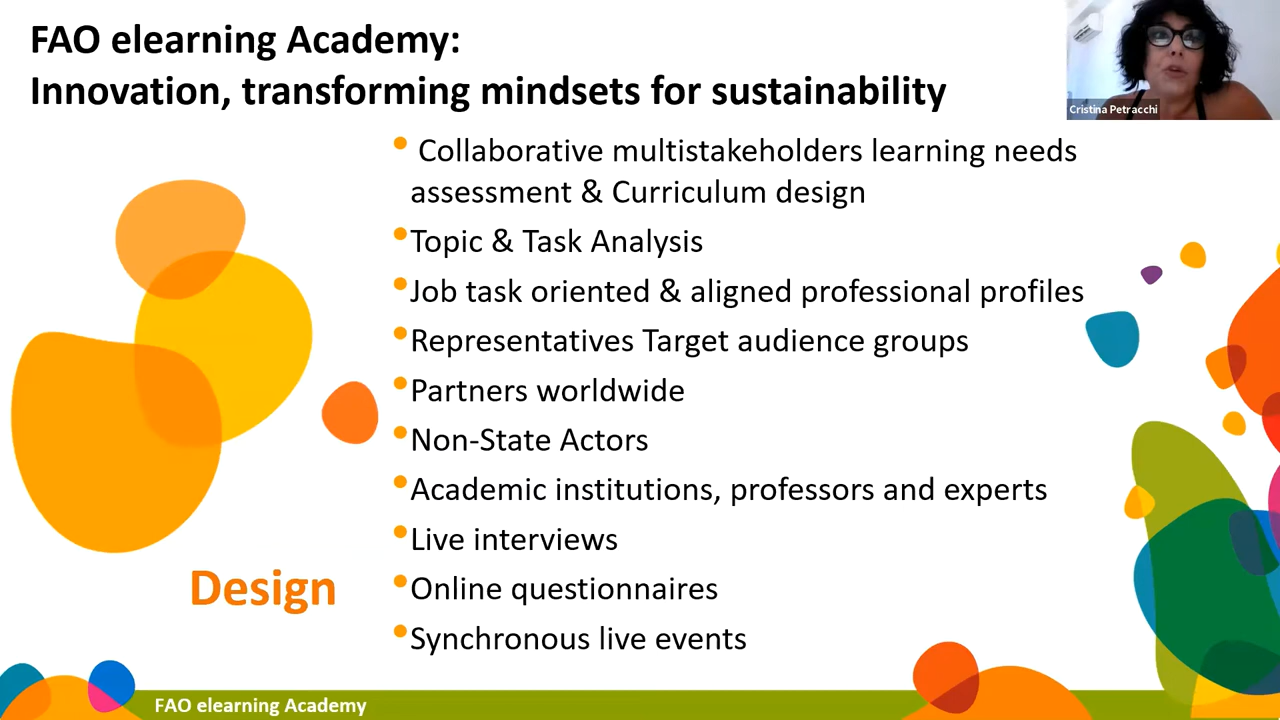 FAO elearning Academy:
Innovation, transforming mindsets for sustainability
Cristina Petracchi
• Collaborative multistakeholders learning needs
assessment & Curriculum design
•Topic & Task Analysis
•Job task oriented & aligned professional profiles
•Representatives Target audience groups
•Partners worldwide
•Non-State Actors
•Academic institutions, professors and experts
•Live interviews
•Online questionnaires
•Synchronous live events
Design
FAO elearning Academy